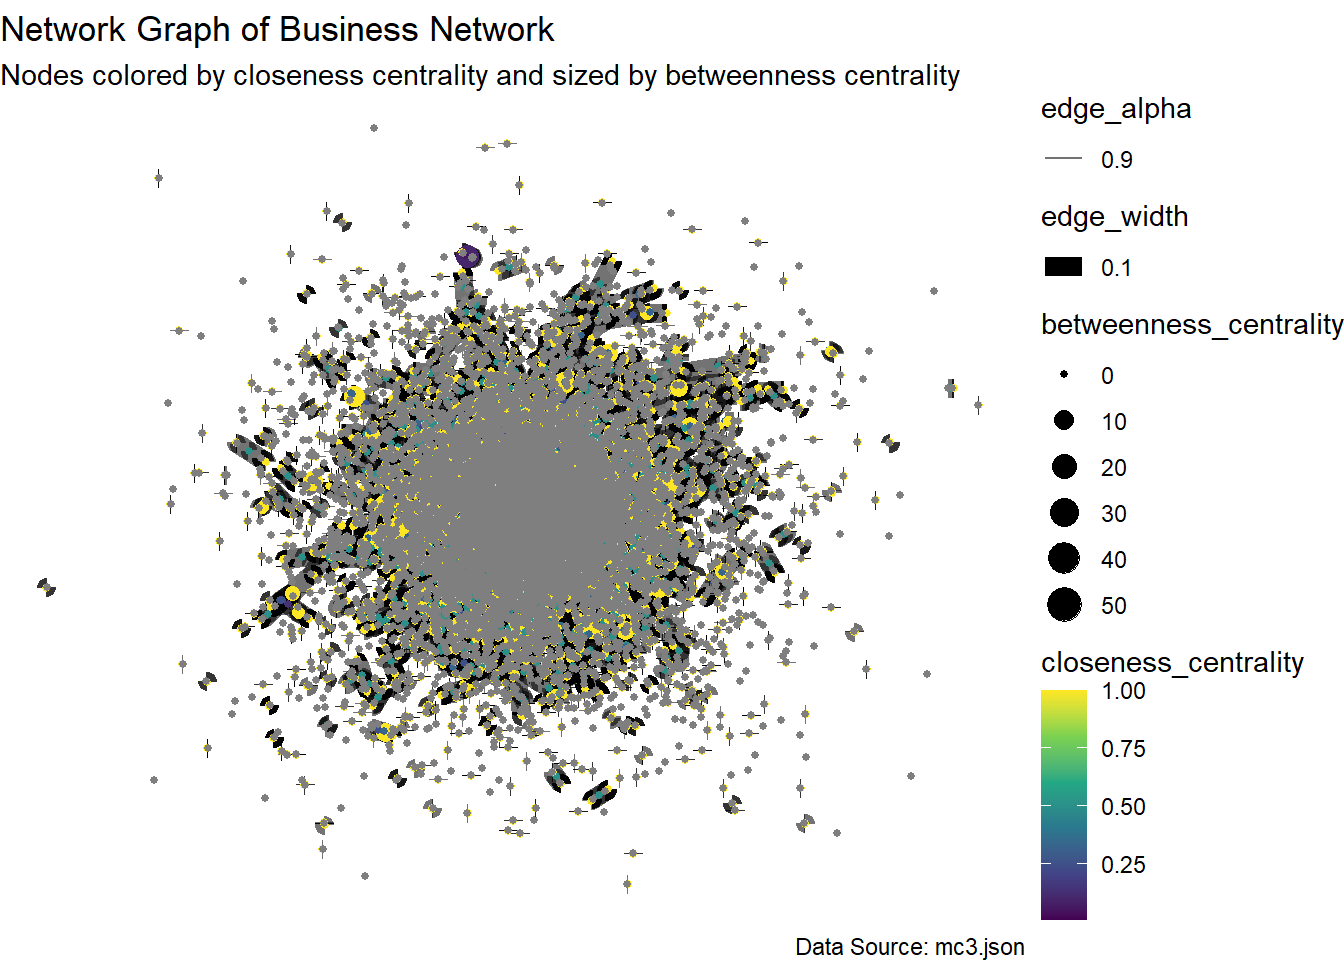 Network Graph of Business Network
Nodes colored by closeness centrality and sized by betweenness centrality
edge_alpha
0.9
edge_width
0.1
betweenness_centrality
0
10
20
30
40
50
closeness_centrality
1.00
0.75
0.50
0.25
Data Source: mc3.json